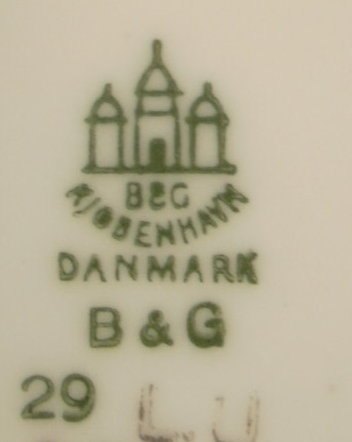 B&G
KJØBENHAVN
DANMARK
B & G
29